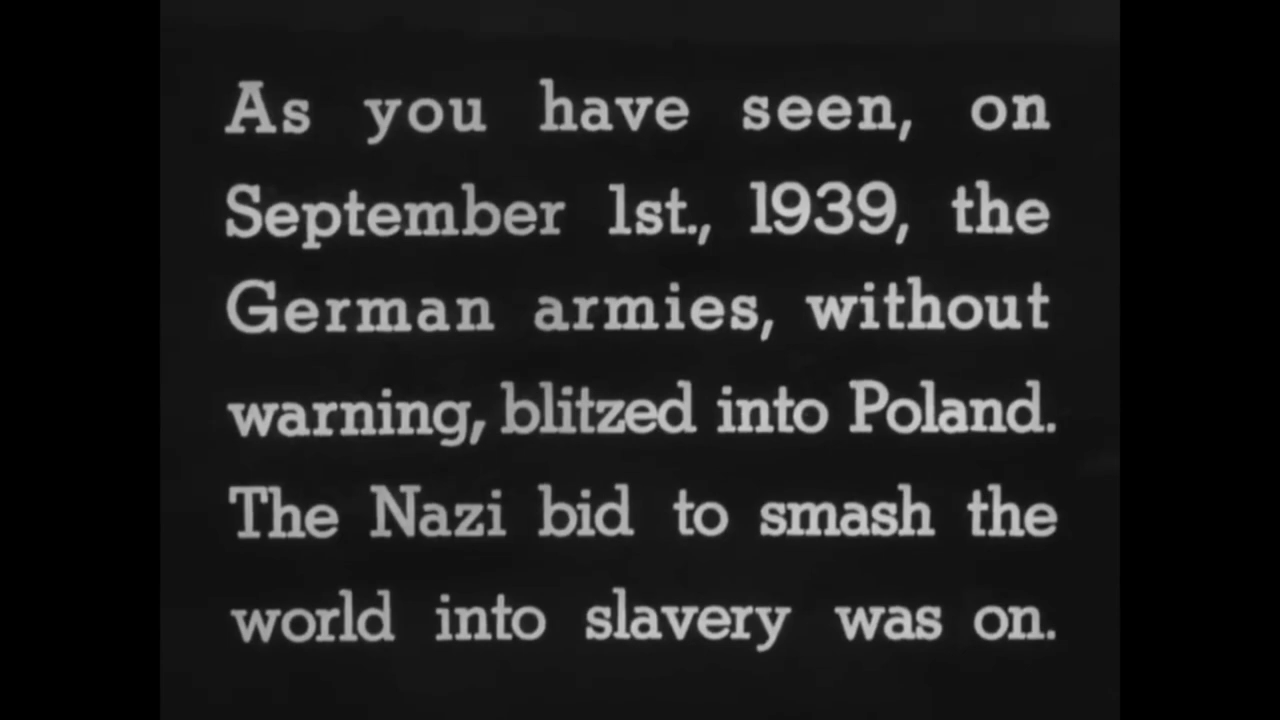 As you have seen, on
September 1st., 1939, the
German armies, without
warning, blitzed into Poland.
The Nazi bid to smash the
world into slavery was on.